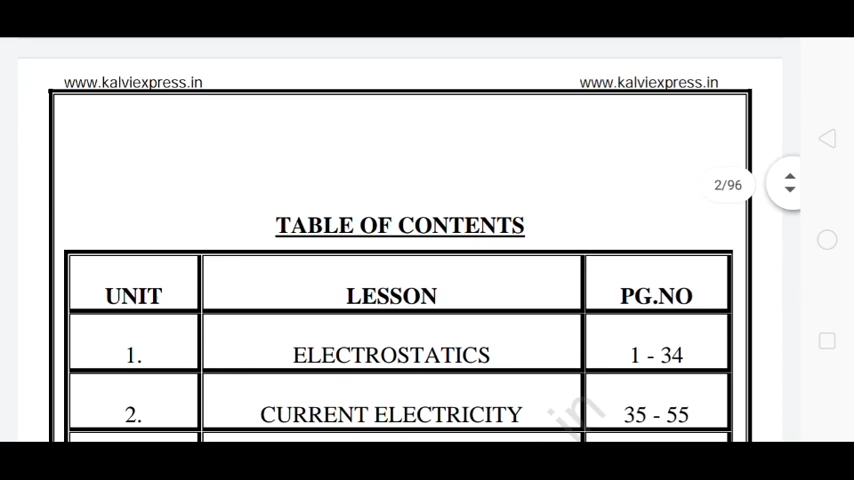 www.kalviexpress.in www.kalviexpress.in
2/96
TABLE OF CONTENTS
UNIT LESSON PG.NO
1. ELECTROSTATICS 1 - 34
2. CURRENT ELECTRICITY 35 - 55
in